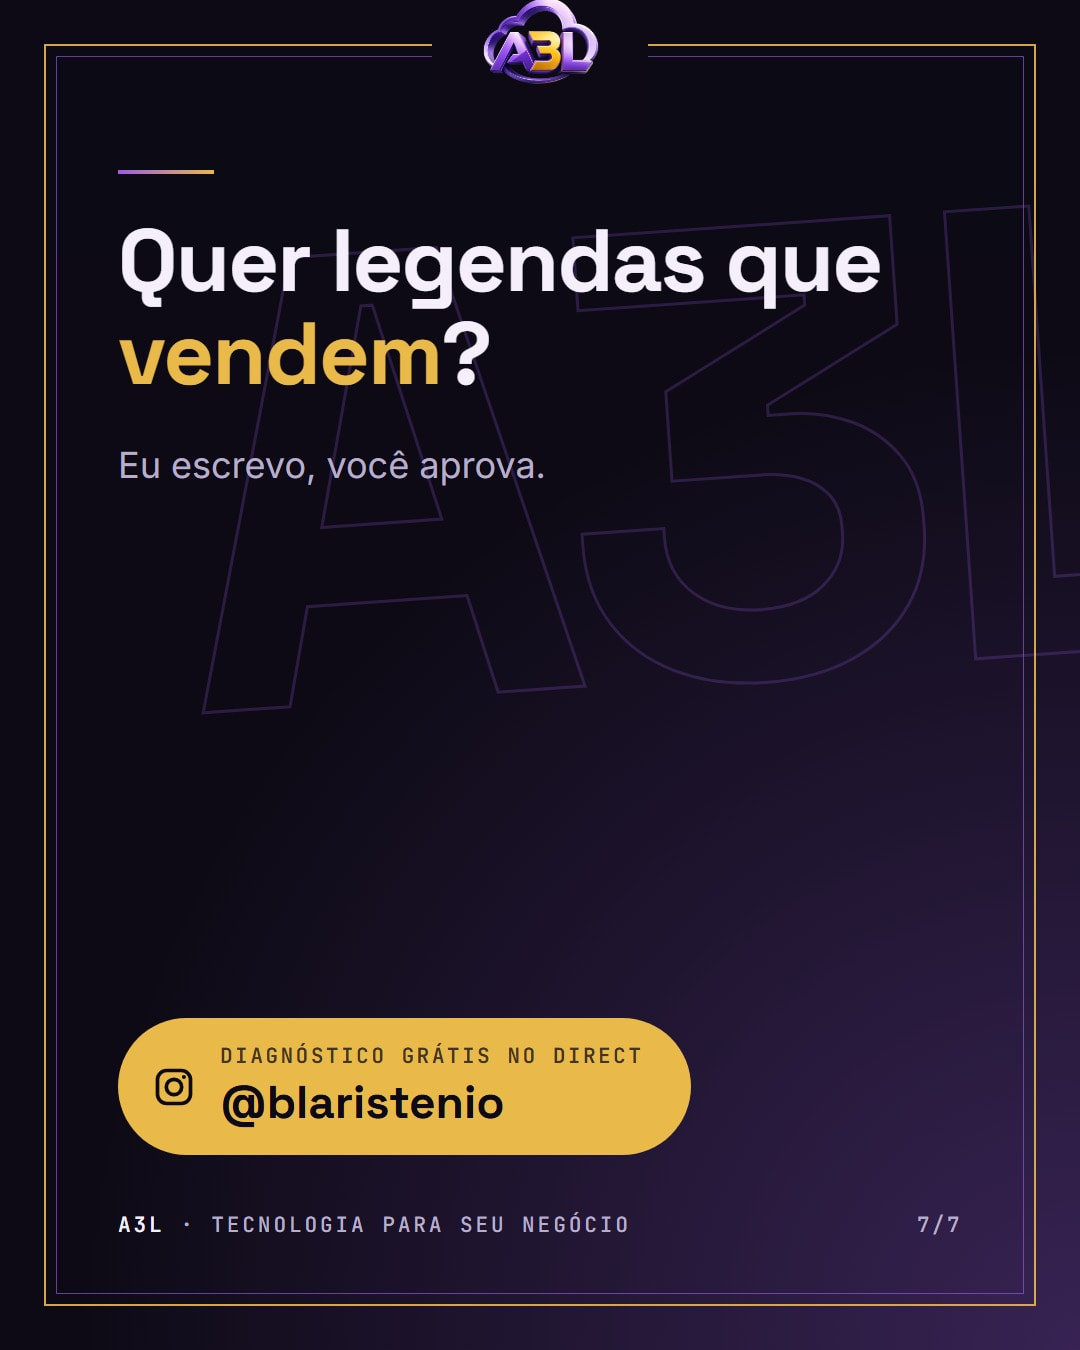 A3L
Quer legendas que
vendem?
Eu escrevo, você aprova.
A3L
DIAGNÓSTICO GRÁTIS NO DIRECT
@blaristenio
A3L · TECNOLOGIA PARA SEU NEGÓCIO
7/7